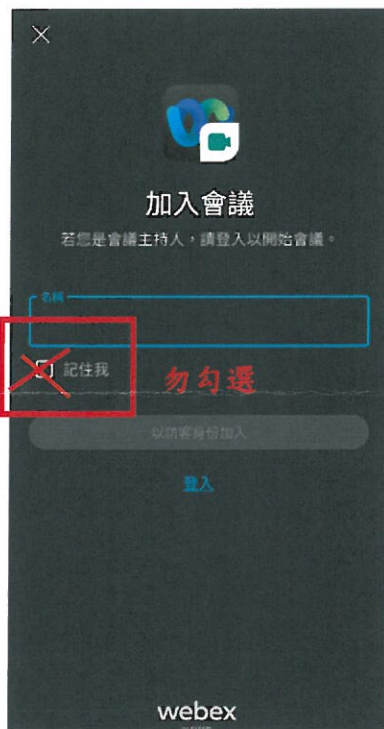 加入會議
若您是會議主持人，請登入以開始會議。
名稱
記住我
勿勾選
以訪客身份加入
登入
webex